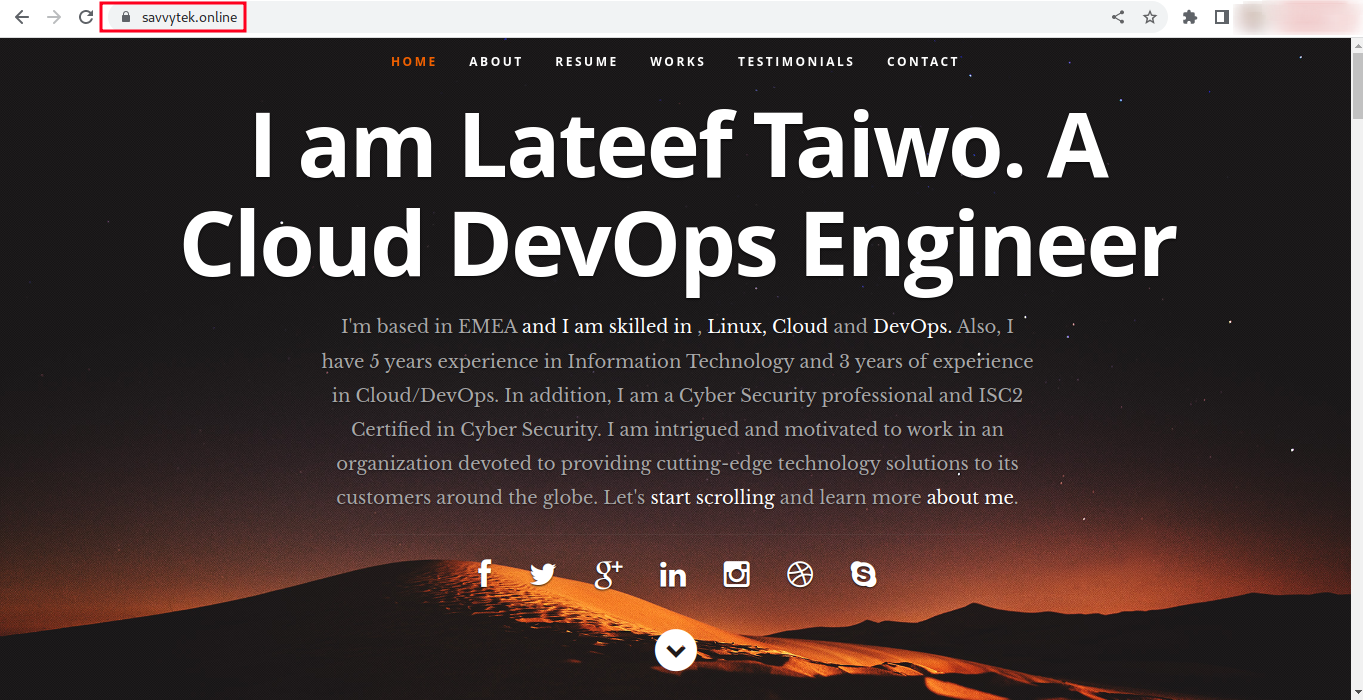 savvytek.online
HOME ABOUT RESUME WORKS TESTIMONIALS CONTACT
I am Lateef Taiwo. A
Cloud DevOps Engineer
I'm based in EMEA and I am skilled in , Linux, Cloud and DevOps. Also, I
have 5 years experience in Information Technology and 3 years of experience
in Cloud/DevOps. In addition, I am a Cyber Security professional and ISC2
Certified in Cyber Security. I am intrigued and motivated to work in an
organization devoted to providing cutting-edge technology solutions to its
customers around the globe. Let's start scrolling and learn more about me.